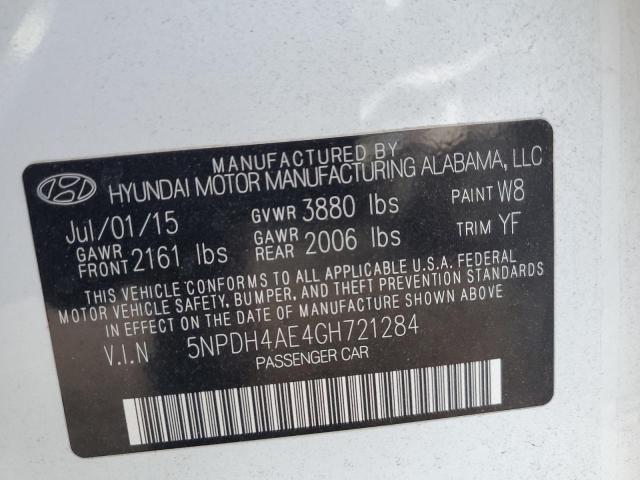 MANUFACTURED BY
HYUNDAI MOTOR MANUFACTURING ALABAMA, LLC
Jul/01/15 GVWR 3880 lbs PAINT W8
GAWR FRONT 2161 lbs GAWR REAR 2006 lbs TRIM YF
THIS VEHICLE CONFORMS TO ALL APPLICABLE U.S.A. FEDERAL
MOTOR VEHICLE SAFETY, BUMPER, AND THEFT PREVENTION STANDARDS
IN EFFECT ON THE DATE OF MANUFACTURE SHOWN ABOVE
V.I.N 5NPDH4AE4GH721284
PASSENGER CAR